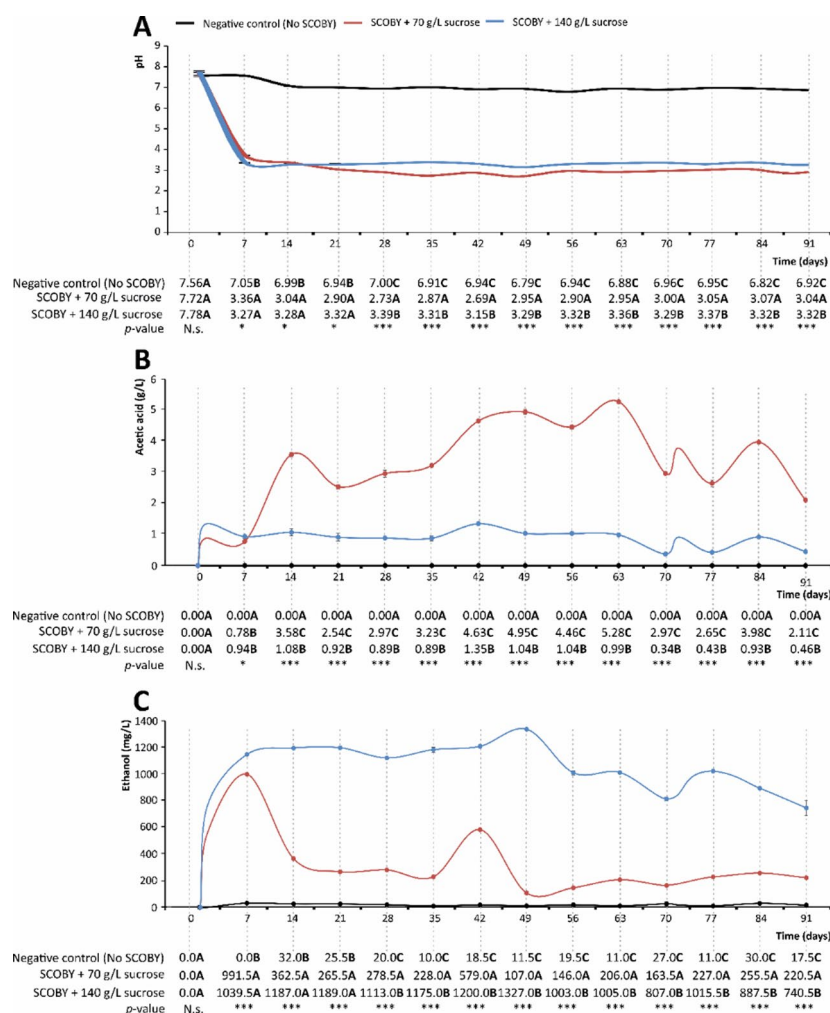 A
Negative control (No SCOBY) SCOBY + 70 g/L sucrose SCOBY + 140 g/L sucrose
pH
9
8
7
6
5
4
3
2
1
0
0 7 14 21 28 35 42 49 56 63 70 77 84 91
Time (days)
Negative control (No SCOBY) 7.56A 7.05B 6.99B 6.94B 7.00C 6.91C 6.94C 6.79C 6.94C 6.88C 6.96C 6.95C 6.82C 6.92C
SCOBY + 70 g/L sucrose 7.72A 3.36A 3.04A 2.90A 2.73A 2.87A 2.69A 2.95A 2.90A 2.95A 3.00A 3.05A 3.07A 3.04A
SCOBY + 140 g/L sucrose 7.78A 3.27A 3.28A 3.32A 3.39B 3.31B 3.15B 3.29B 3.32B 3.36B 3.29B 3.37B 3.32B 3.32B
p-value N.s. * * * *** *** *** *** *** *** *** *** *** ***
B
Acetic acid (g/L)
6
5
4
3
2
1
0
0 7 14 21 28 35 42 49 56 63 70 77 84 91
Time (days)
Negative control (No SCOBY) 0.00A 0.00A 0.00A 0.00A 0.00A 0.00A 0.00A 0.00A 0.00A 0.00A 0.00A 0.00A 0.00A 0.00A
SCOBY + 70 g/L sucrose 0.00A 0.78B 3.58C 2.54C 2.97C 3.23C 4.63C 4.95C 4.46C 5.28C 2.97C 2.65C 3.98C 2.11C
SCOBY + 140 g/L sucrose 0.00A 0.94B 1.08B 0.92B 0.89B 0.89B 1.35B 1.04B 1.04B 0.99B 0.34B 0.43B 0.93B 0.46B
p-value N.s. * *** *** *** *** *** *** *** *** *** *** *** ***
C
Ethanol (mg/L)
1400
1200
1000
800
600
400
200
0
0 7 14 21 28 35 42 49 56 63 70 77 84 91
Time (days)
Negative control (No SCOBY) 0.0A 0.0B 32.0B 25.5B 20.0C 10.0C 18.5C 11.5C 19.5C 11.0C 27.0C 11.0C 30.0C 17.5C
SCOBY + 70 g/L sucrose 0.0A 991.5A 362.5A 265.5A 278.5A 228.0A 579.0A 107.0A 146.0A 206.0A 163.5A 227.0A 255.5A 220.5A
SCOBY + 140 g/L sucrose 0.0A 1039.5A 1187.0A 1189.0A 1113.0B 1175.0B 1200.0B 1327.0B 1003.0B 1005.0B 807.0B 1015.5B 887.5B 740.5B
p-value N.s. *** *** *** *** *** *** *** *** *** *** *** *** ***